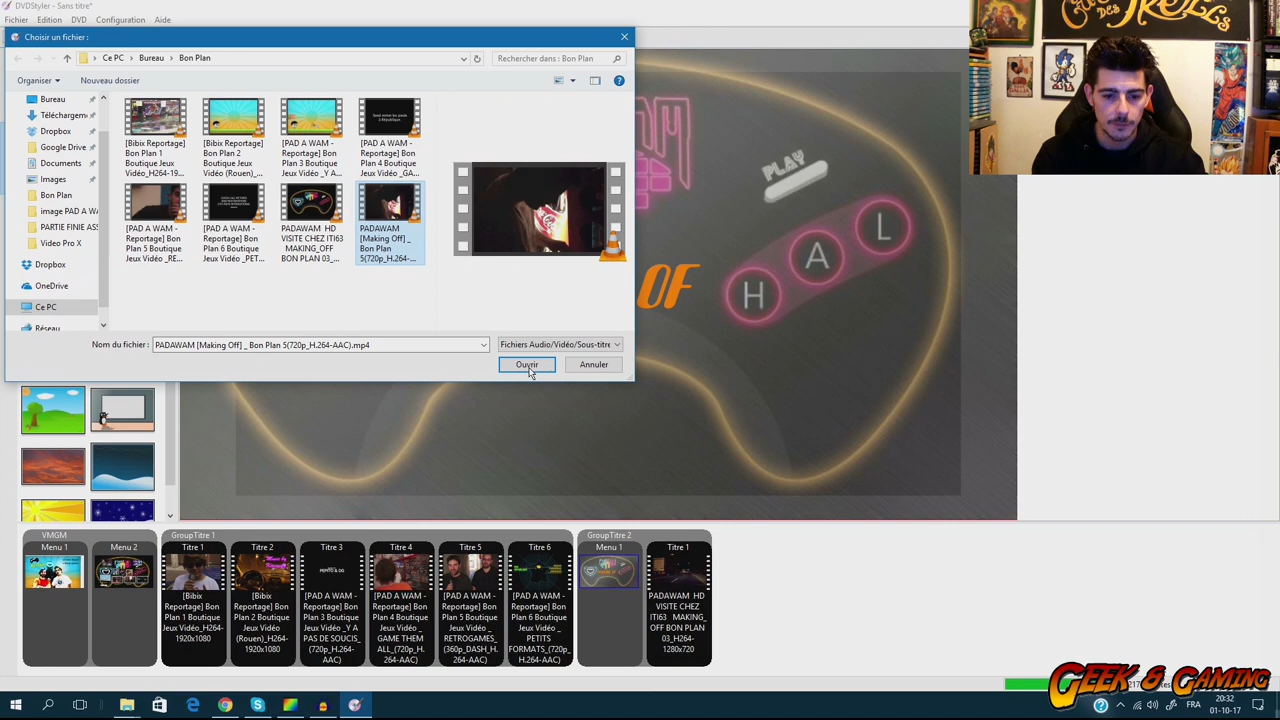 DVDStyler - Sans titre*
Fichier Edition DVD Configuration Aide
Choisir un fichier :
Ce PC > Bureau > Bon Plan
Rechercher dans : Bon Plan
Organiser
Nouveau dossier
Bureau
Téléchargem
Dropbox
Google Drive
Documents
Images
Bon Plan
image PAD A WA
PARTIE FINIE ASS
Video Pro X
Dropbox
OneDrive
Ce PC
Réseau
[Bibix
Reportage] Bon
Plan 1
Boutique Jeux
Vidéo_H264-19...
[Bibix
Reportage] Bon
Plan 2
Boutique Jeux
Vidéo (Rouen)_...
[PAD A WAM -
Reportage] Bon
Plan 3 Boutique
Jeux Vidéo _Y A...
[PAD A WAM -
Reportage] Bon
Plan 4 Boutique
Jeux Vidéo _GA...
[PAD A WAM -
Reportage] Bon
Plan 5 Boutique
Jeux Vidéo _RE...
[PAD A WAM -
Reportage] Bon
Plan 6 Boutique
Jeux Vidéo _PET...
PADAWAM HD
VISITE CHEZ ITI63
MAKING_OFF
BON PLAN 03_...
PADAWAM
[Making Off] _
Bon Plan
5(720p_H.264-...
Nom du fichier :
PADAWAM [Making Off] _ Bon Plan 5(720p_H.264-AAC).mp4
Fichiers Audio/Vidéo/Sous-titre
Ouvrir
Annuler
PLAY
OF
H A L
VMGM
Menu 1
Menu 2
GroupTitre 1
Titre 1
[Bibix
Reportage] Bon
Plan 1 Boutique
Jeux Vidéo_H264-
1920x1080
Titre 2
[Bibix
Reportage] Bon
Plan 2 Boutique
Jeux Vidéo
(Rouen)_H264-
1920x1080
Titre 3
[PAD A WAM -
Reportage] Bon
Plan 3 Boutique
Jeux Vidéo _Y A
PAS DE SOUCIS_
(720p_H.264-
AAC)
Titre 4
[PAD A WAM -
Reportage] Bon
Plan 4 Boutique
Jeux Vidéo _
GAME THEM
ALL_(720p_H.264-
AAC)
Titre 5
[PAD A WAM -
Reportage] Bon
Plan 5 Boutique
Jeux Vidéo _
RETROGAMES_
(360p_DASH_H.264-
AAC)
Titre 6
[PAD A WAM -
Reportage] Bon
Plan 6 Boutique
Jeux Vidéo _
PETITS
FORMATS_(720p_
H.264-AAC)
GroupTitre 2
Menu 1
Titre 1
PADAWAM HD
VISITE CHEZ
ITI63 MAKING_
OFF BON PLAN
03_H264-
1280x720
GEEK & GAMING
FRA
20:32
01-10-17